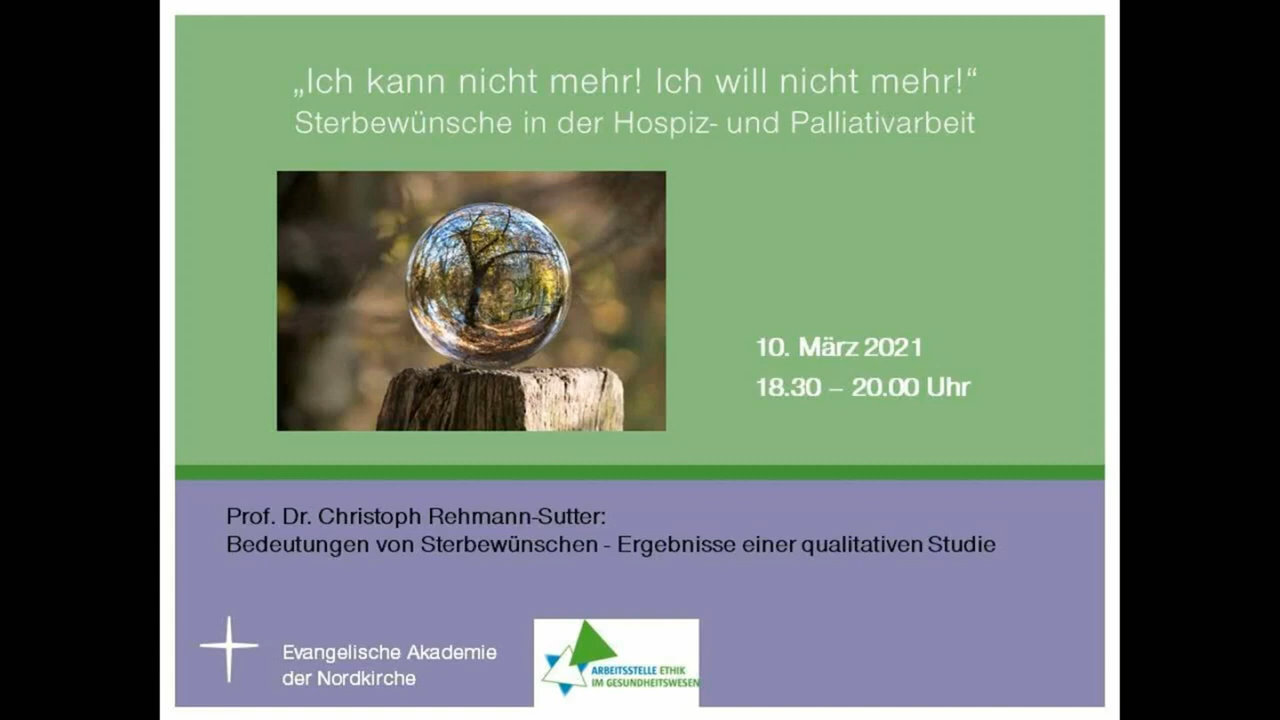 „Ich kann nicht mehr! Ich will nicht mehr!“
Sterbewünsche in der Hospiz- und Palliativarbeit
10. März 2021
18.30 – 20.00 Uhr
Prof. Dr. Christoph Rehmann-Sutter:
Bedeutungen von Sterbewünschen - Ergebnisse einer qualitativen Studie
Evangelische Akademie
der Nordkirche
ARBEITSSTELLE ETHIK
IM GESUNDHEITSWESEN